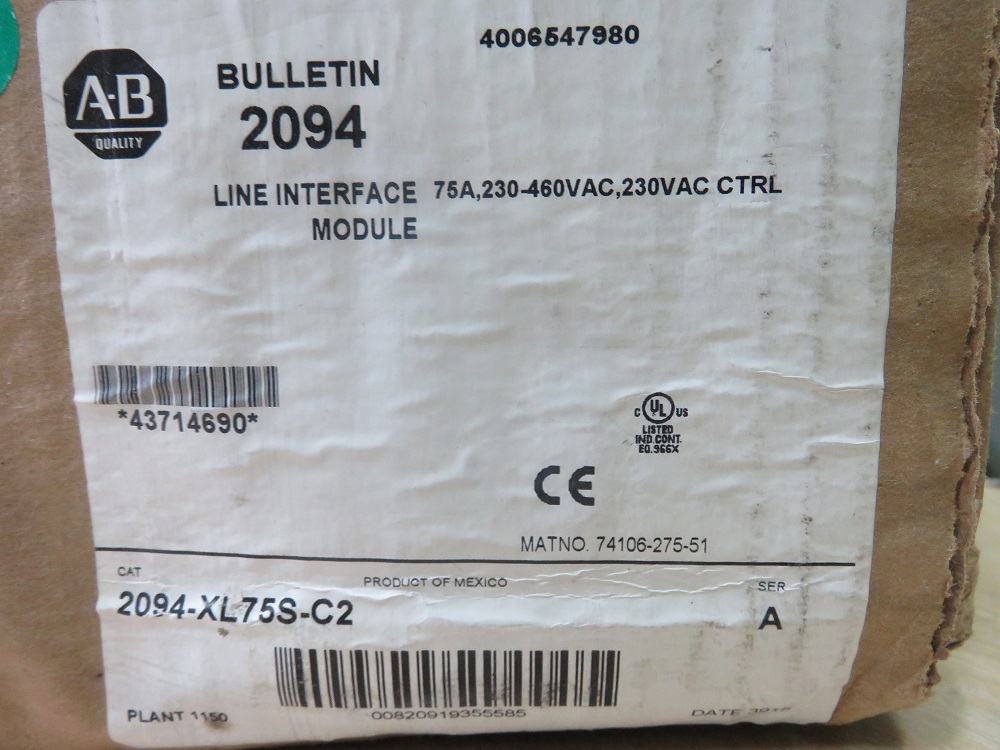 4006547980
A-B
QUALITY
BULLETIN
2094
LINE INTERFACE 75A,230-460VAC,230VAC CTRL
MODULE
*43714690*
C UL US
LISTED
IND.CONT.
EQ.966X
CE
MATNO. 74106-275-51
CAT
PRODUCT OF MEXICO
SER
2094-XL75S-C2
A
00820919355585
PLANT 1150
DATE